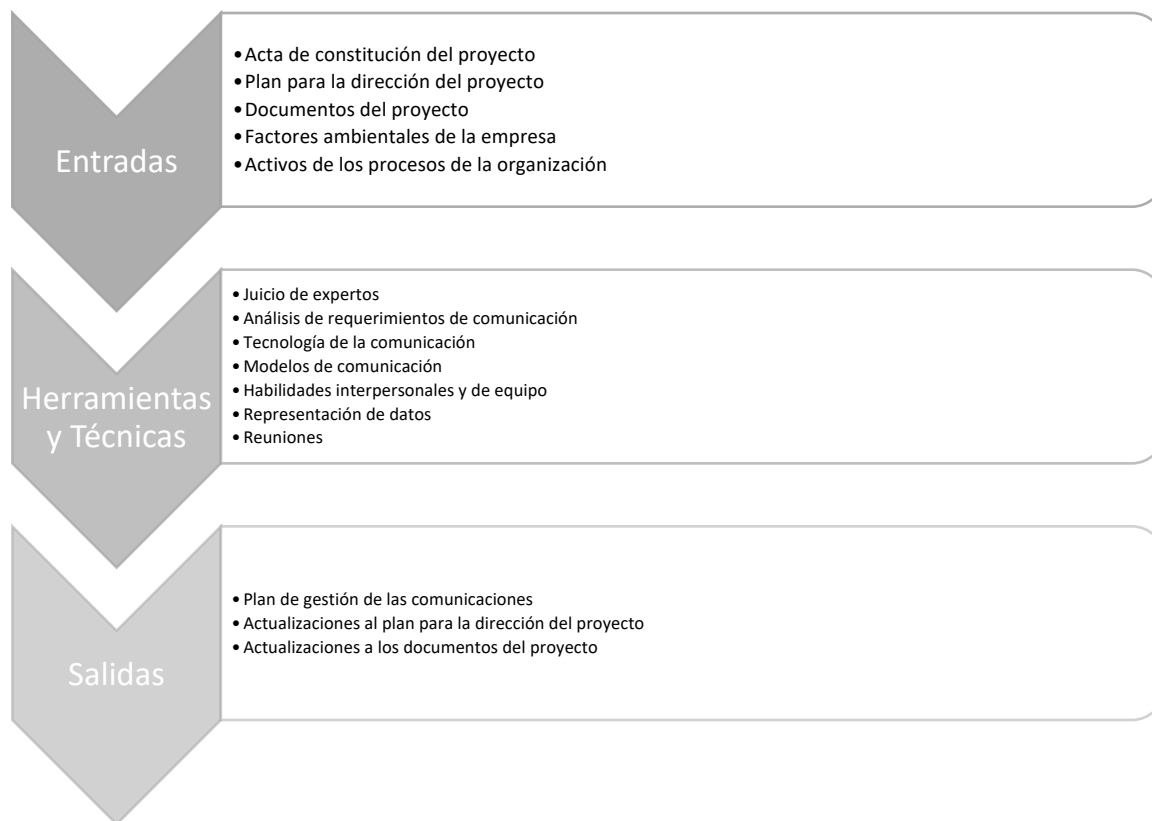 Entradas
•Acta de constitución del proyecto
•Plan para la dirección del proyecto
•Documentos del proyecto
•Factores ambientales de la empresa
•Activos de los procesos de la organización
Herramientas
y Técnicas
•Juicio de expertos
•Análisis de requerimientos de comunicación
•Tecnología de la comunicación
•Modelos de comunicación
•Habilidades interpersonales y de equipo
•Representación de datos
•Reuniones
Salidas
•Plan de gestión de las comunicaciones
•Actualizaciones al plan para la dirección del proyecto
•Actualizaciones a los documentos del proyecto